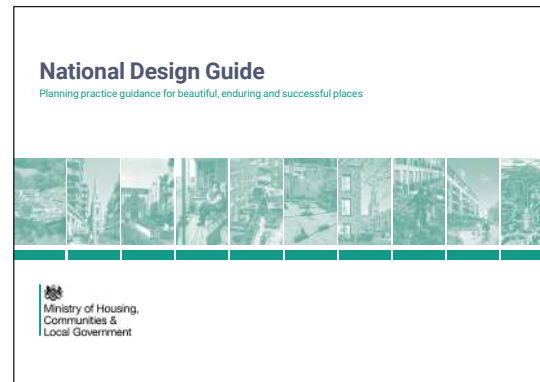 National Design Guide
Planning practice guidance for beautiful, enduring and successful places
Ministry of Housing,
Communities &
Local Government